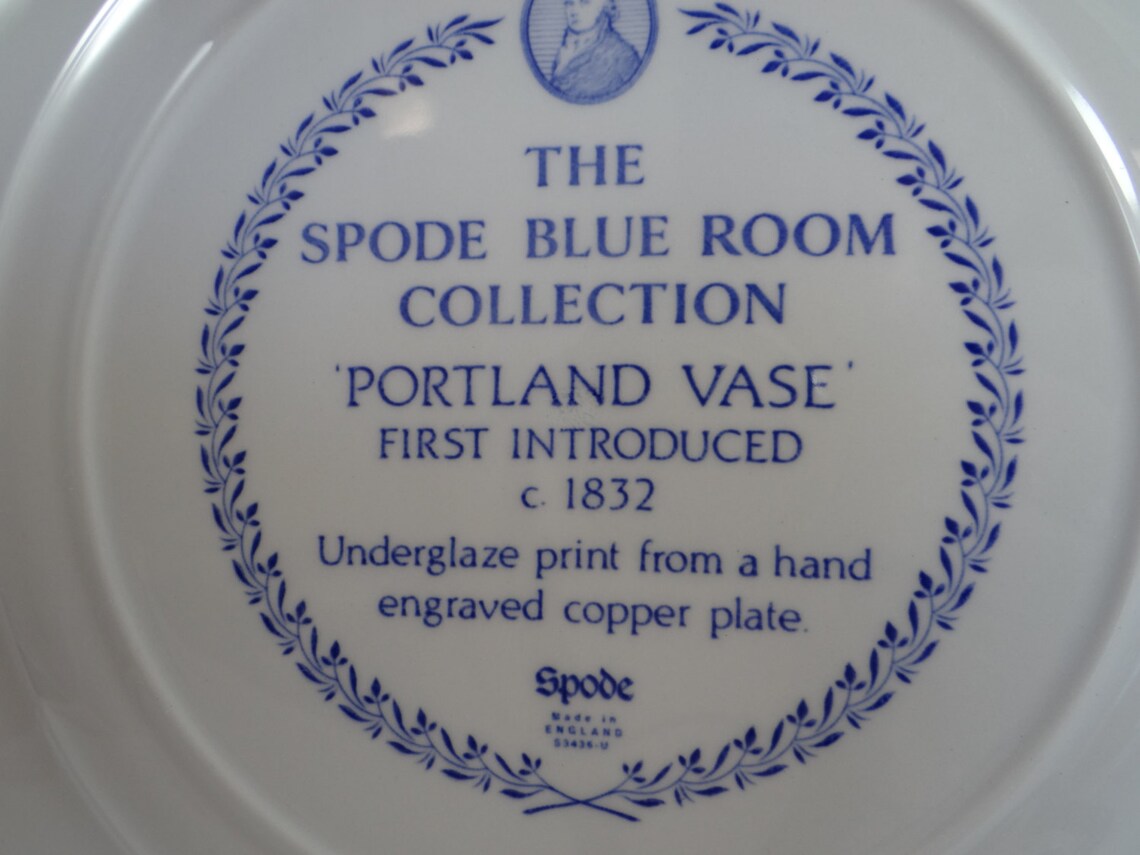 THE
SPODE BLUE ROOM
COLLECTION
'PORTLAND VASE'
FIRST INTRODUCED
c. 1832
Underglaze print from a hand
engraved copper plate.
Spode
Made in
ENGLAND
S3436-U